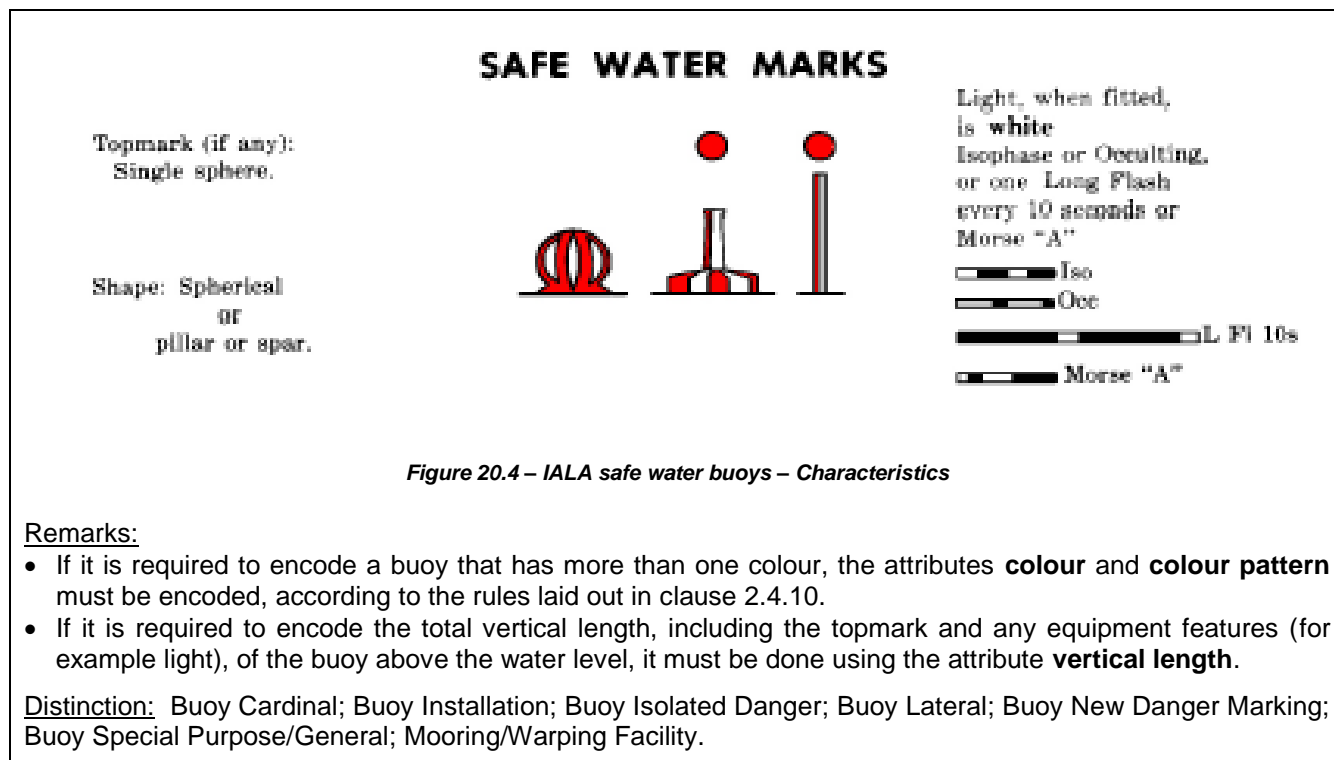 SAFE WATER MARKS
Topmark (if any):
Single sphere.
Shape: Spherical
or
pillar or spar.
Light, when fitted,
is white
Isophase or Occulting,
or one Long Flash
every 10 seconds or
Morse “A”
Iso
Occ
L Fl 10s
Morse “A”
Figure 20.4 – IALA safe water buoys – Characteristics
Remarks:
• If it is required to encode a buoy that has more than one colour, the attributes colour and colour pattern
must be encoded, according to the rules laid out in clause 2.4.10.
• If it is required to encode the total vertical length, including the topmark and any equipment features (for
example light), of the buoy above the water level, it must be done using the attribute vertical length.
Distinction: Buoy Cardinal; Buoy Installation; Buoy Isolated Danger; Buoy Lateral; Buoy New Danger Marking;
Buoy Special Purpose/General; Mooring/Warping Facility.